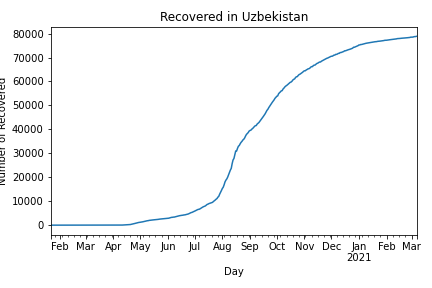 Recovered in Uzbekistan
Number of Recovered
80000
70000
60000
50000
40000
30000
20000
10000
0
Feb Mar Apr May Jun Jul Aug Sep Oct Nov Dec Jan Feb Mar
2021
Day